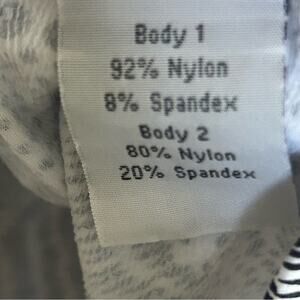 Body 1
92% Nylon
8% Spandex
Body 2
80% Nylon
20% Spandex